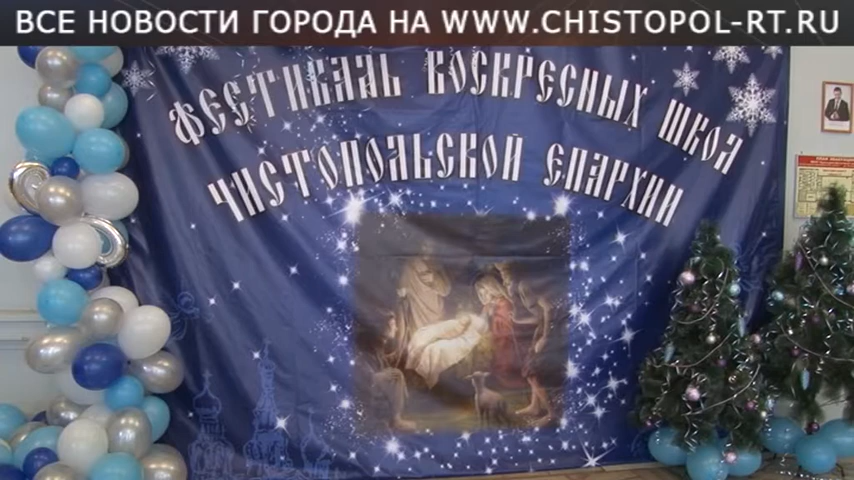 ВСЕ НОВОСТИ ГОРОДА НА WWW.CHISTOPOL-RT.RU
ФЕСТИВАЛЬ ВОСКРЕСНЫХ ШКОЛ
ЧИСТОПОЛЬСКОЙ ЕПАРХИИ